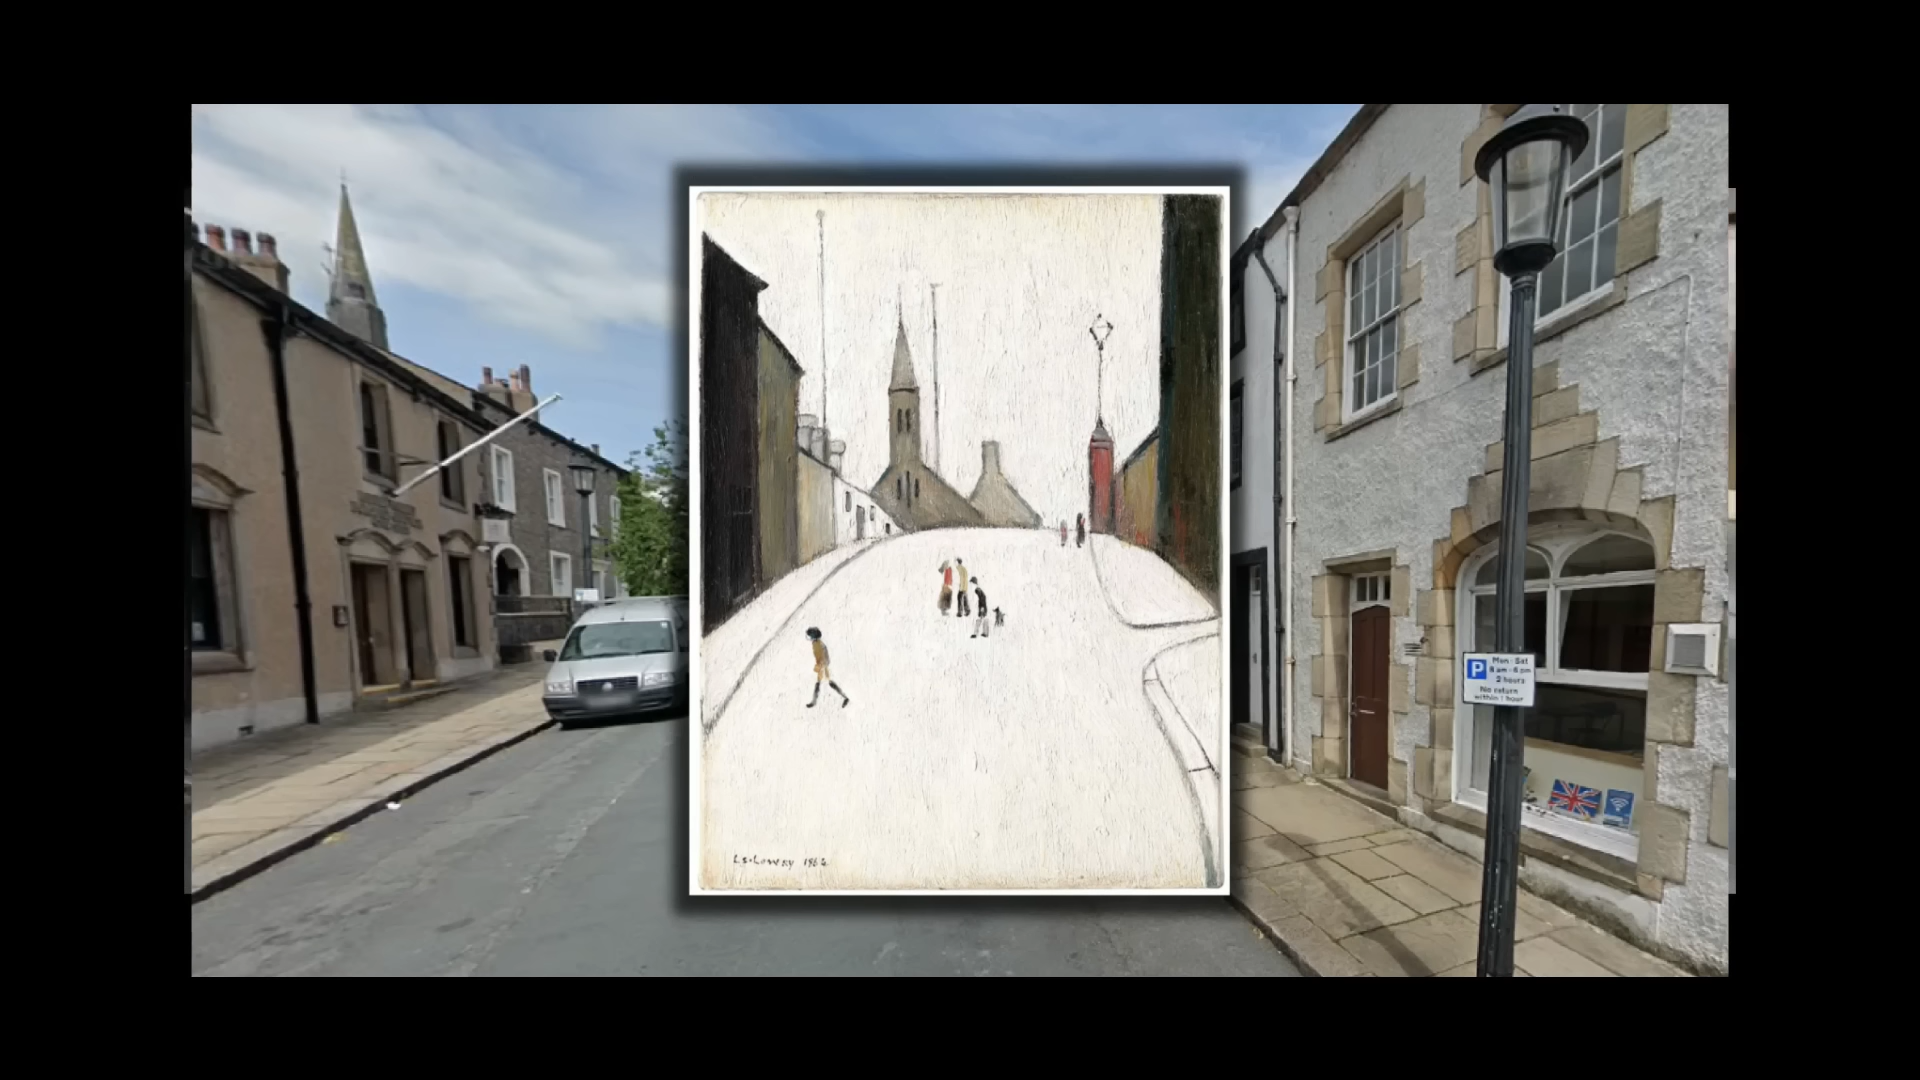 P Mon - Sat
8 am - 6 pm
2 hours
No return
within 1 hour
L.S.LOWRY 1964